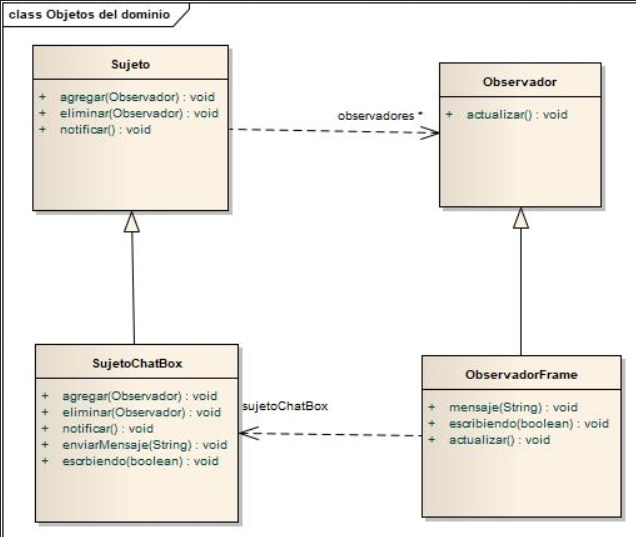 class Objetos del dominio
Sujeto
+ agregar(Observador) : void
+ eliminar(Observador) : void
+ notificar() : void
observadores *
Observador
+ actualizar() : void
SujetoChatBox
+ agregar(Observador) : void
+ eliminar(Observador) : void
+ notificar() : void
+ enviarMensaje(String) : void
+ escrbiendo(boolean) : void
sujetoChatBox
ObservadorFrame
+ mensaje(String) : void
+ escribiendo(boolean) : void
+ actualizar() : void